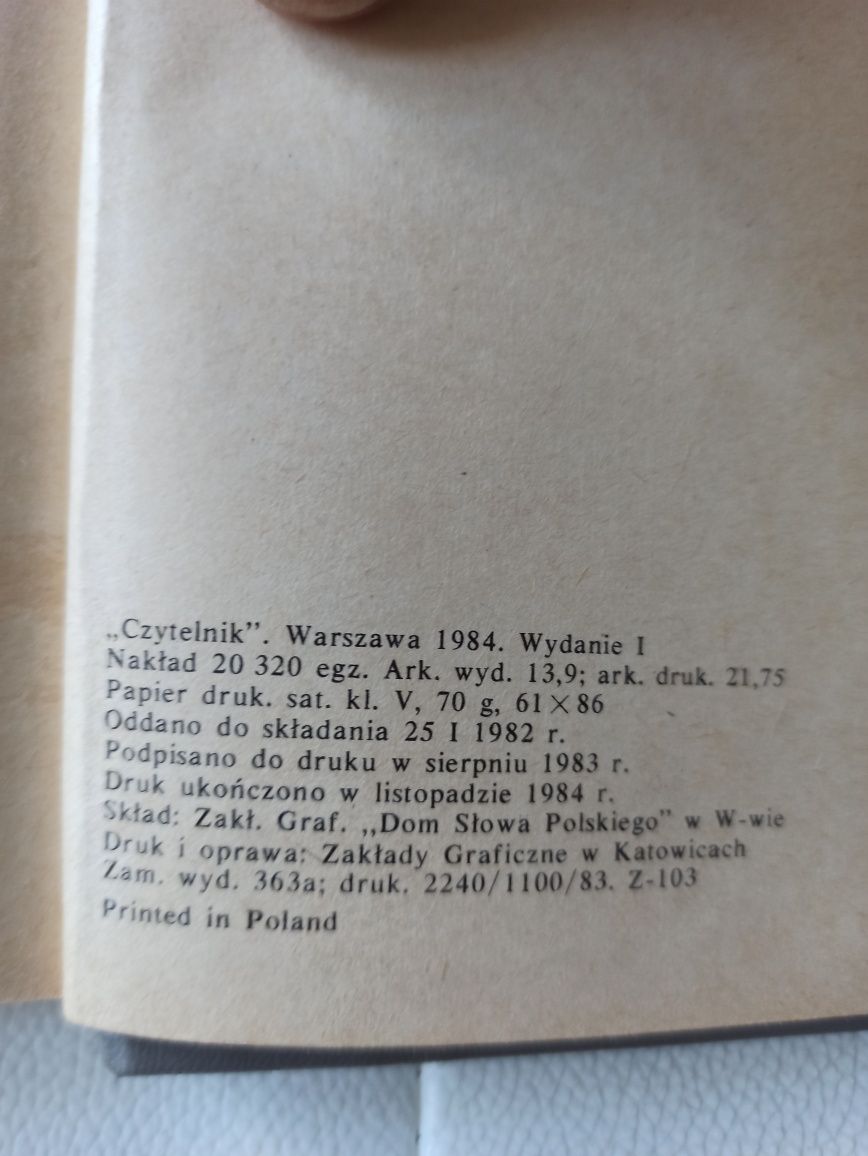 „Czytelnik”. Warszawa 1984. Wydanie I
Nakład 20 320 egz. Ark. wyd. 13,9; ark. druk. 21,75
Papier druk. sat. kl. V, 70 g, 61×86
Oddano do składania 25 I 1982 r.
Podpisano do druku w sierpniu 1983 r.
Druk ukończono w listopadzie 1984 r.
Skład: Zakł. Graf. „Dom Słowa Polskiego” w W-wie
Druk i oprawa: Zakłady Graficzne w Katowicach
Zam. wyd. 363a; druk. 2240/1100/83. Z-103
Printed in Poland